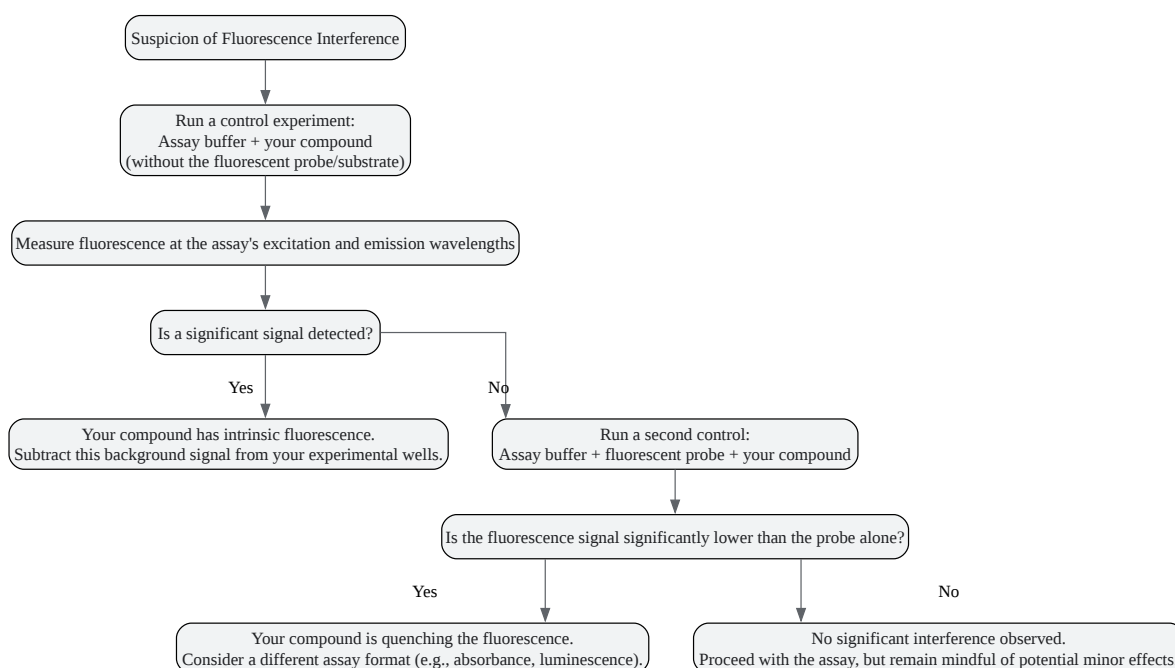 Suspicion of Fluorescence Interference
Run a control experiment:
Assay buffer + your compound
(without the fluorescent probe/substrate)
Measure fluorescence at the assay's excitation and emission wavelengths
Is a significant signal detected?
Yes
No
Your compound has intrinsic fluorescence.
Subtract this background signal from your experimental wells.
Run a second control:
Assay buffer + fluorescent probe + your compound
Is the fluorescence signal significantly lower than the probe alone?
Yes
No
Your compound is quenching the fluorescence.
Consider a different assay format (e.g., absorbance, luminescence).
No significant interference observed.
Proceed with the assay, but remain mindful of potential minor effects